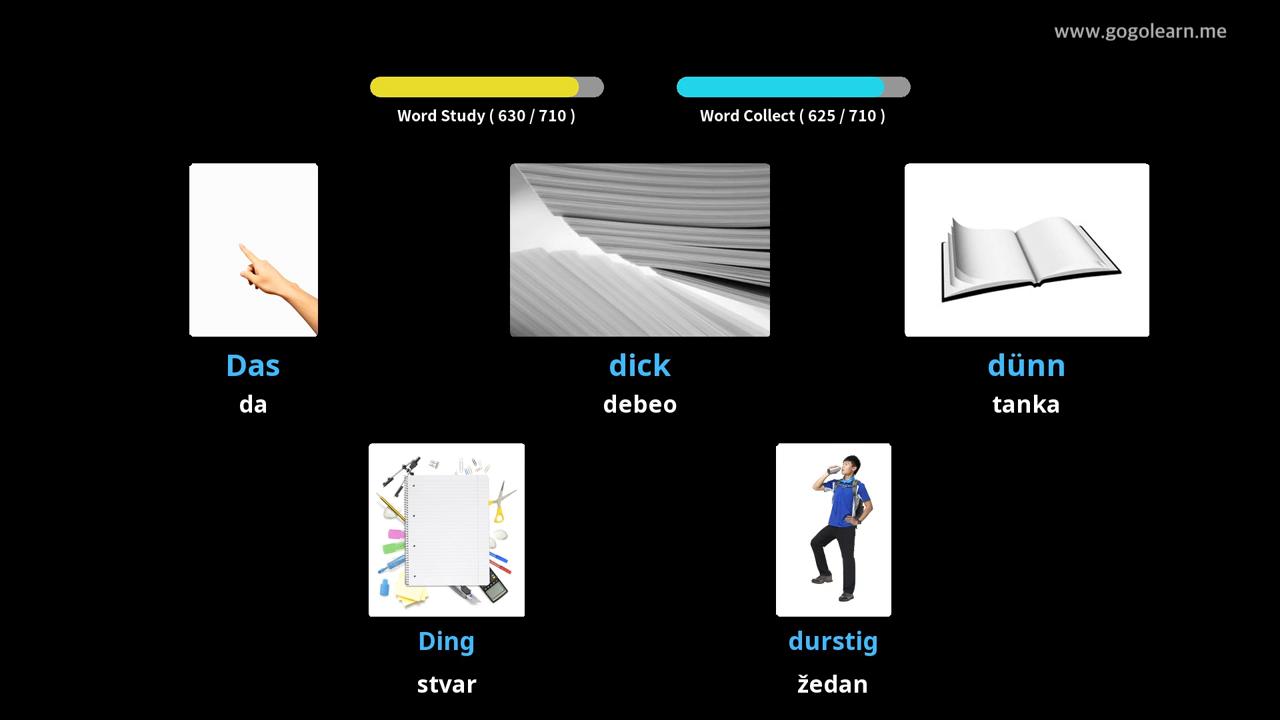 www.gogolearn.me
Word Study ( 630 / 710 )
Word Collect ( 625 / 710 )
Das
dick
dünn
da
debeo
tanka
Ding
durstig
stvar
žedan